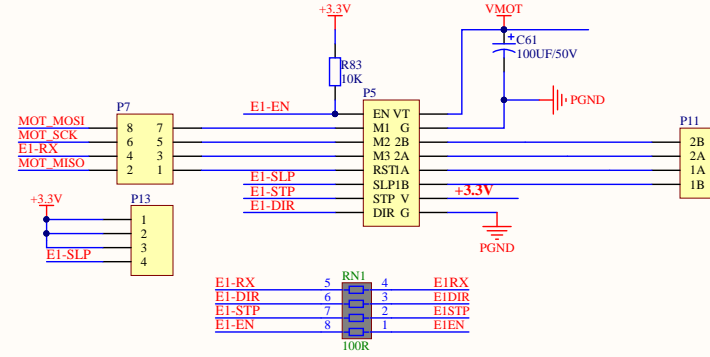 +3.3V
VMOT
C61
100UF/50V
R83
10K
PGND
P7
P5
P11
E1-EN
EN VT
MOT_MOSI 8 7 M1 G
MOT_SCK 6 5 M2 2B 2B
E1-RX 4 3 M3 2A 2A
MOT_MISO 2 1 RST1A 1A
E1-SLP SLP1B 1B
E1-STP STP V +3.3V
E1-DIR DIR G
PGND
+3.3V
P13
1
2
3
E1-SLP 4
RN1
E1-RX 5 4 E1RX
E1-DIR 6 3 E1DIR
E1-STP 7 2 E1STP
E1-EN 8 1 E1EN
100R